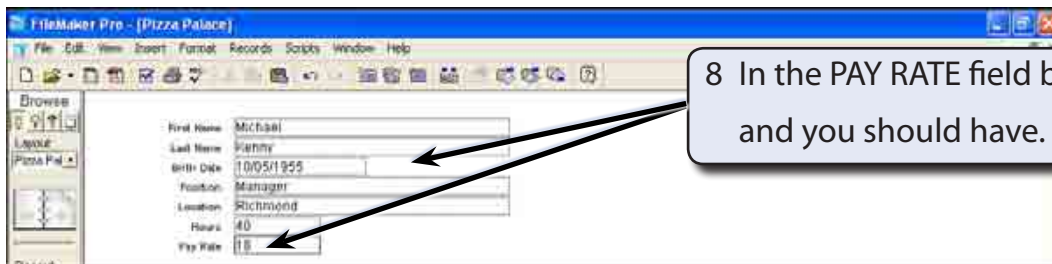 FileMaker Pro - [Pizza Palace]
File Edit View Insert Format Records Scripts Window Help
Browse
Layout
Pizza Pal
First Name Michael
Last Name Kenny
Birth Date 10/05/1955
Position Manager
Location Richmond
Hours 40
Pay Rate
8 In the PAY RATE field
and you should have.